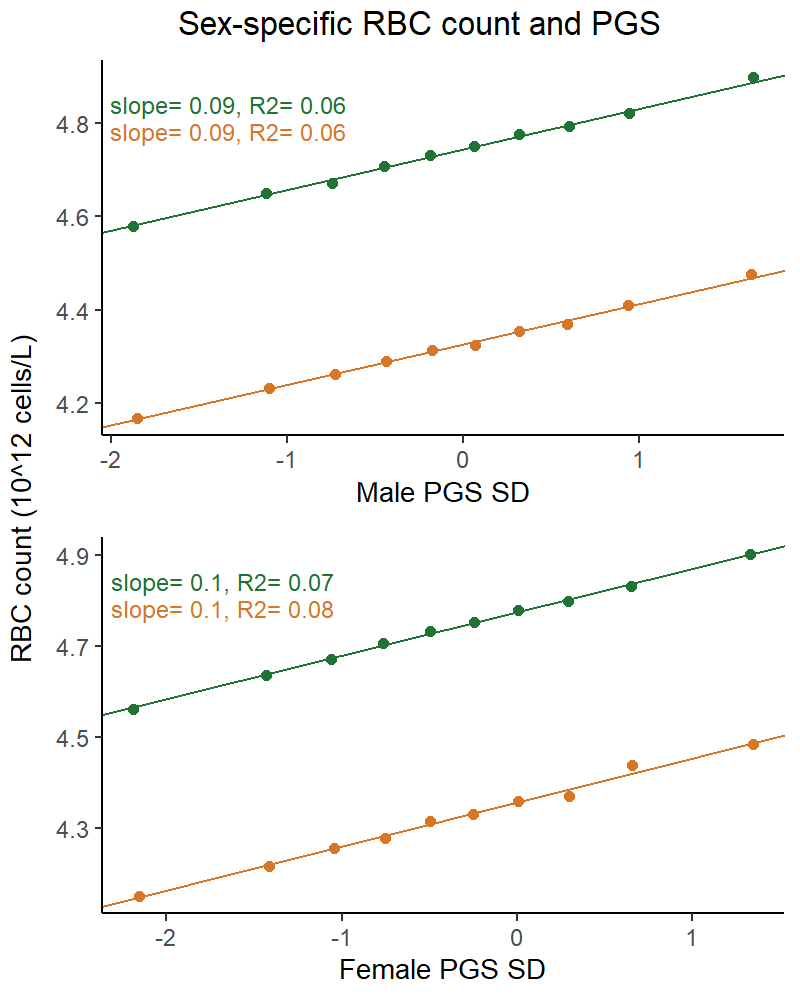 Sex-specific RBC count and PGS
slope= 0.09, R2= 0.06
slope= 0.09, R2= 0.06
4.8
4.6
4.4
4.2
-2
-1
0
1
Male PGS SD
RBC count (10^12 cells/L)
slope= 0.1, R2= 0.07
slope= 0.1, R2= 0.08
4.9
4.7
4.5
4.3
-2
-1
0
1
Female PGS SD